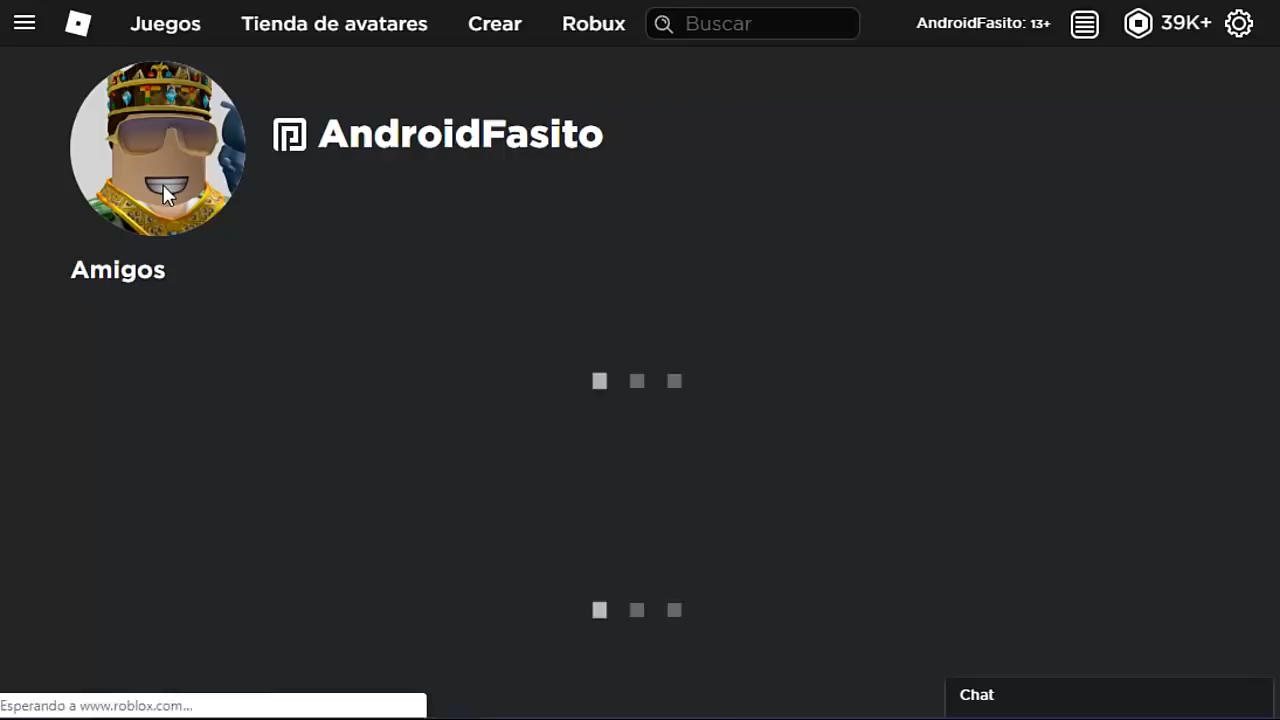 Juegos Tienda de avatares Crear Robux Buscar AndroidFasito: 13+ 39K+
AndroidFasito
Amigos
Esperando a www.roblox.com...
Chat